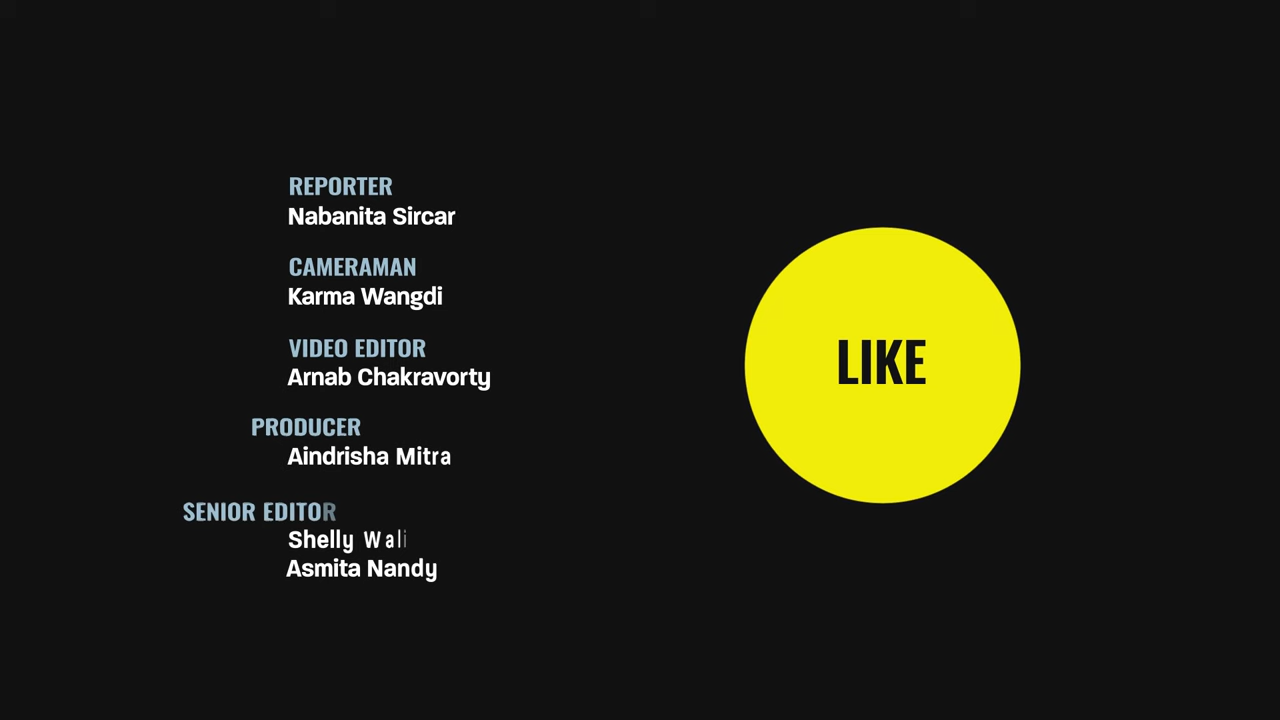 REPORTER
Nabanita Sircar
CAMERAMAN
Karma Wangdi
VIDEO EDITOR
Arnab Chakravorty
PRODUCER
Aindrisha Mitra
SENIOR EDITOR
Shelly Wali
Asmita Nandy
LIKE